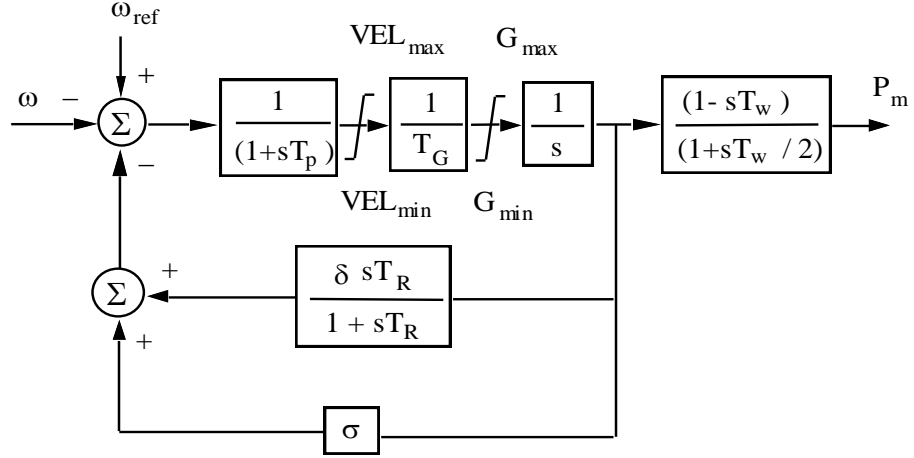 ω_ref
VEL_max
G_max
ω
−
+
Σ
1
(1+sT_p)
1
T_G
1
s
(1- sT_w)
(1+sT_w / 2)
P_m
−
VEL_min
G_min
Σ
+
δ sT_R
1 + sT_R
+
σ